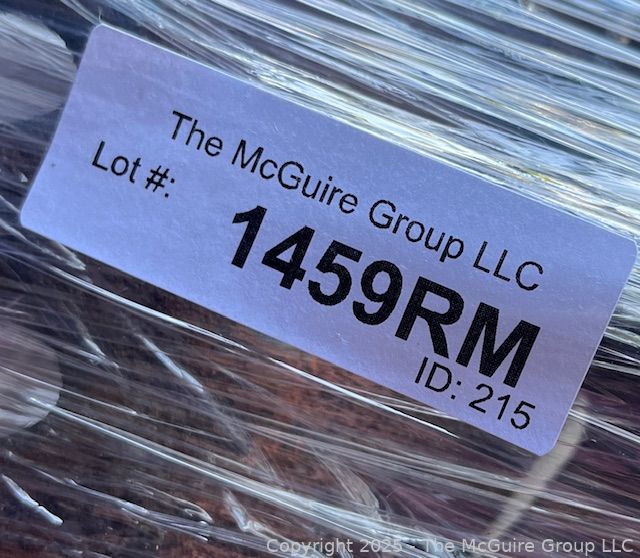 The McGuire Group LLC
Lot #:
1459RM
ID: 215
Copyright 2025 - The McGuire Group LLC